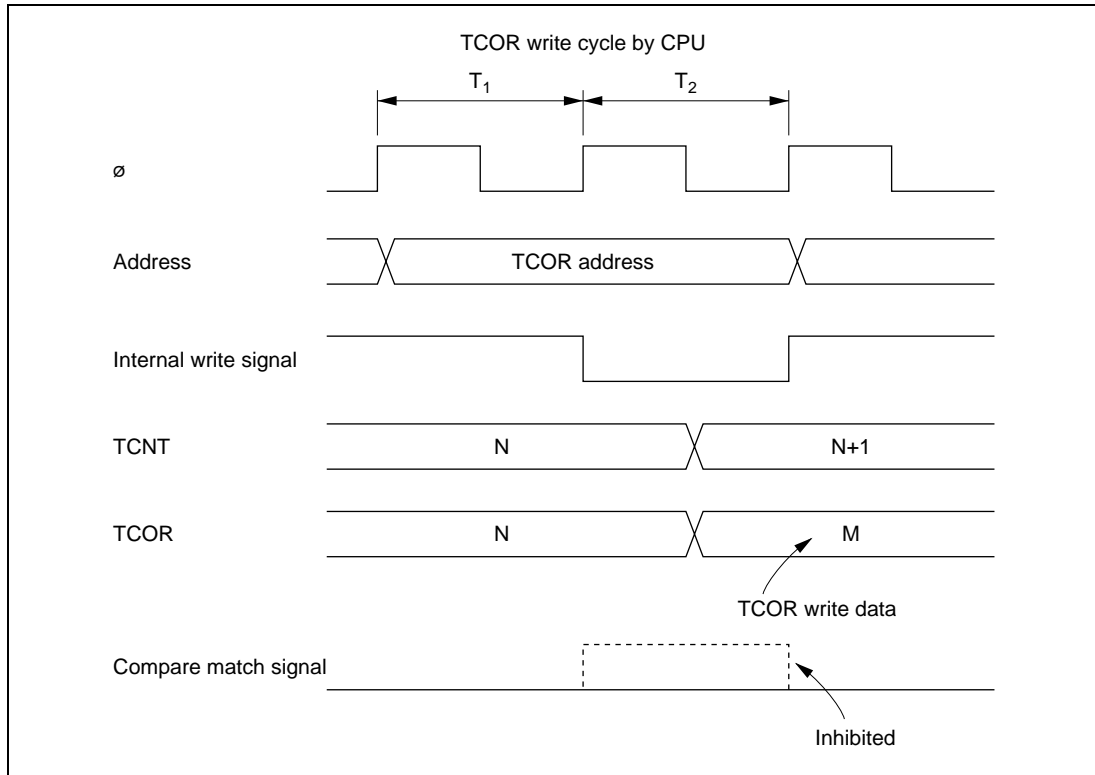 TCOR write cycle by CPU
T1 T2
ø
Address TCOR address
Internal write signal
TCNT N N+1
TCOR N M
TCOR write data
Compare match signal
Inhibited